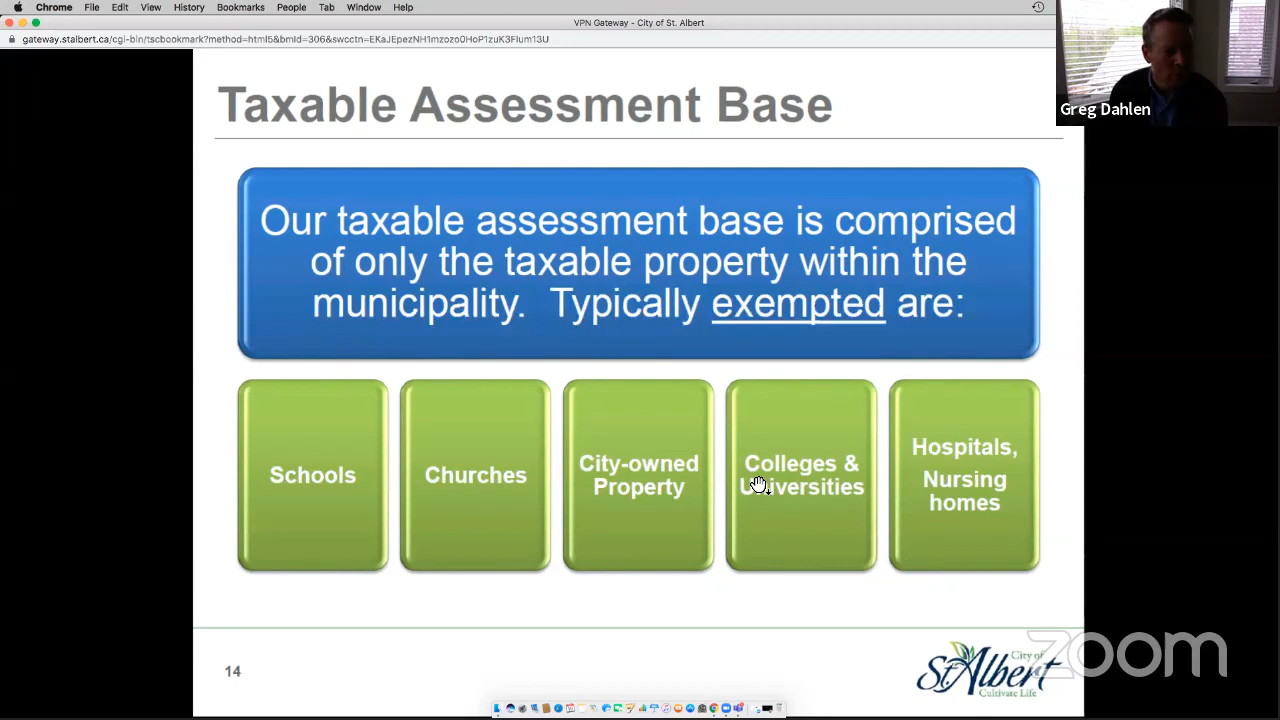 Chrome File Edit View History Bookmarks People Tab Window Help
VPN Gateway - City of St. Albert
Greg Dahlen
Taxable Assessment Base
Our taxable assessment base is comprised
of only the taxable property within the
municipality. Typically exempted are:
Schools
Churches
City-owned
Property
Colleges &
Universities
Hospitals,
Nursing
homes
14
City of
St. Albert
Cultivate Life
zoom